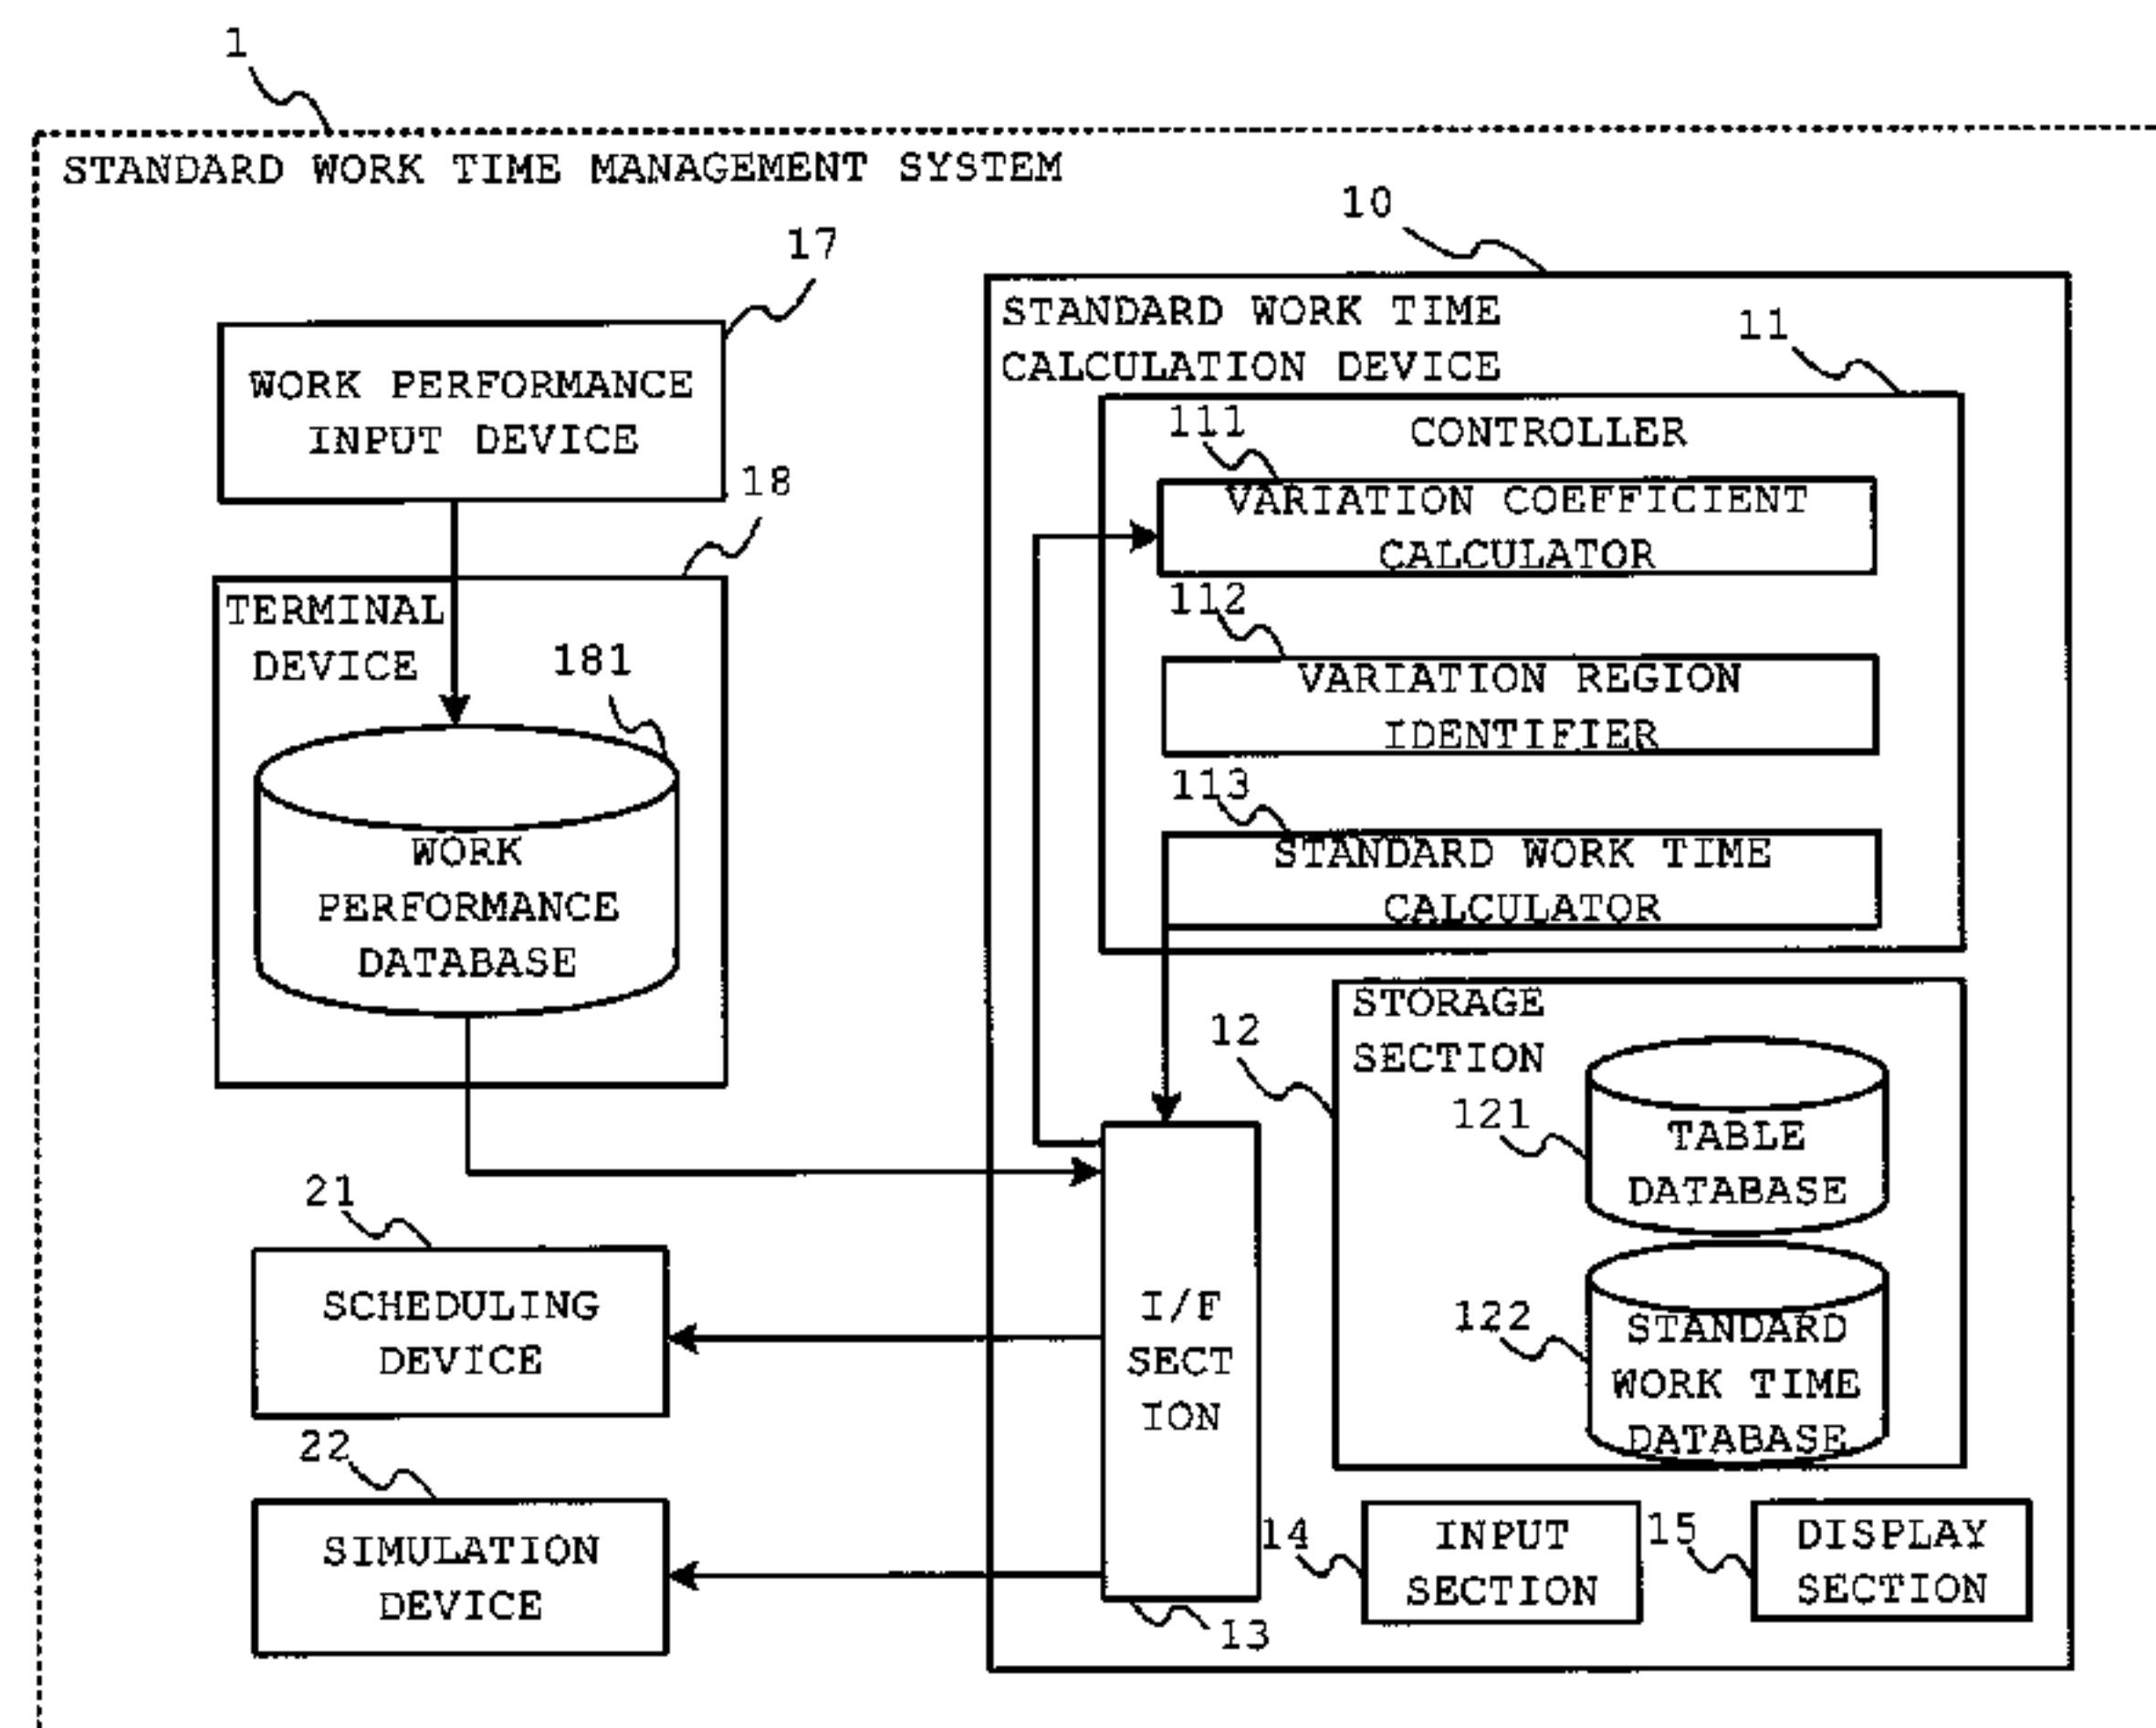 1
STANDARD WORK TIME MANAGEMENT SYSTEM
17
WORK PERFORMANCE
INPUT DEVICE
18
TERMINAL
DEVICE
181
WORK
PERFORMANCE
DATABASE
21
SCHEDULING
DEVICE
22
SIMULATION
DEVICE
10
STANDARD WORK TIME
CALCULATION DEVICE
11
CONTROLLER
111
VARIATION COEFFICIENT
CALCULATOR
112
VARIATION REGION
IDENTIFIER
113
STANDARD WORK TIME
CALCULATOR
12
STORAGE
SECTION
121
TABLE
DATABASE
122
STANDARD
WORK TIME
DATABASE
I/F
SECT
ION
13
14
INPUT
SECTION
15
DISPLAY
SECTION